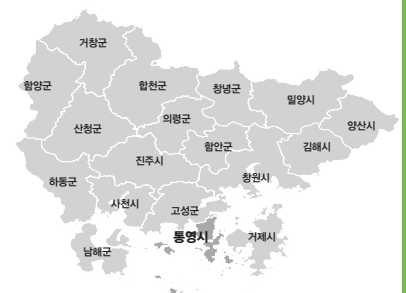 거창군
함양군
합천군
창녕군
밀양시
의령군
양산시
산청군
함안군
김해시
진주시
하동군
창원시
사천시
고성군
통영시
거제시
남해군